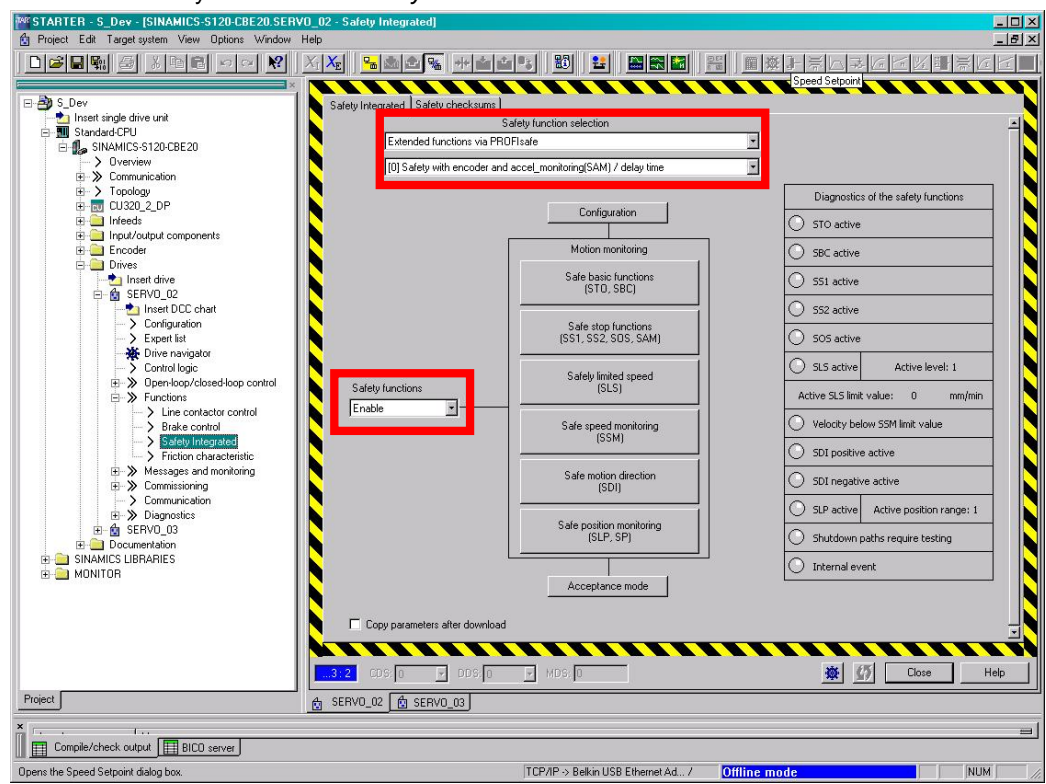 STARTER - S_Dev - [SINAMICS-S120-CBE20.SERVO_02 - Safety Integrated]
Project Edit Target system View Options Window Help
Speed Setpoint
S_Dev
Insert single drive unit
Standard-CPU
SINAMICS-S120-CBE20
Overview
Communication
Topology
CU320_2_DP
Infeeds
Input/output components
Encoder
Drives
Insert drive
SERVO_02
Insert DCC chart
Configuration
Expert list
Drive navigator
Control logic
Open-loop/closed-loop control
Functions
Line contactor control
Brake control
Safety Integrated
Friction characteristic
Messages and monitoring
Commissioning
Communication
Diagnostics
SERVO_03
Documentation
SINAMICS LIBRARIES
MONITOR
Project
Safety Integrated Safety checksums
Safety function selection
Extended functions via PROFIsafe
[0] Safety with encoder and accel_monitoring(SAM) / delay time
Configuration
Motion monitoring
Safe basic functions
(STO, SBC)
Safe stop functions
(SS1, SS2, SOS, SAM)
Safely limited speed
(SLS)
Safety functions
Enable
Safe speed monitoring
(SSM)
Safe motion direction
(SDI)
Safe position monitoring
(SLP, SP)
Acceptance mode
Copy parameters after download
Diagnostics of the safety functions
STO active
SBC active
SS1 active
SS2 active
SOS active
SLS active Active level: 1
Active SLS limit value: 0 mm/min
Velocity below SSM limit value
SDI positive active
SDI negative active
SLP active Active position range: 1
Shutdown paths require testing
Internal event
...3 : 2 CDS: 0 DDS: 0 MDS: 0 Close Help
SERVO_02 SERVO_03
Compile/check output BICO server
Opens the Speed Setpoint dialog box. TCP/IP -> Belkin USB Ethernet Ad... / Offline mode NUM